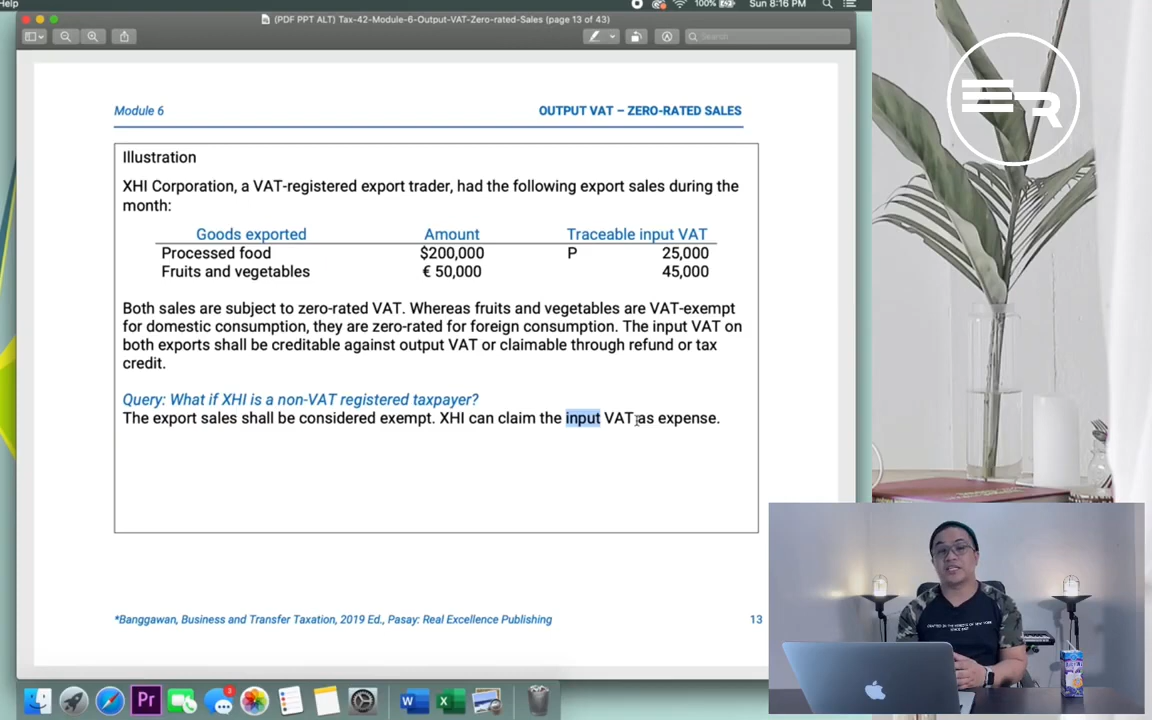 Help
100%
Sun 8:16 PM
(PDF PPT ALT) Tax-42-Module-6-Output-VAT-Zero-rated-Sales (page 13 of 43)
Search
ER
Module 6
OUTPUT VAT – ZERO-RATED SALES
Illustration
XHI Corporation, a VAT-registered export trader, had the following export sales during the
month:
Goods exported Amount Traceable input VAT
Processed food $200,000 P 25,000
Fruits and vegetables € 50,000 45,000
Both sales are subject to zero-rated VAT. Whereas fruits and vegetables are VAT-exempt
for domestic consumption, they are zero-rated for foreign consumption. The input VAT on
both exports shall be creditable against output VAT or claimable through refund or tax
credit.
Query: What if XHI is a non-VAT registered taxpayer?
The export sales shall be considered exempt. XHI can claim the input VAT as expense.
*Banggawan, Business and Transfer Taxation, 2019 Ed., Pasay: Real Excellence Publishing
13
Pr
3
W
X